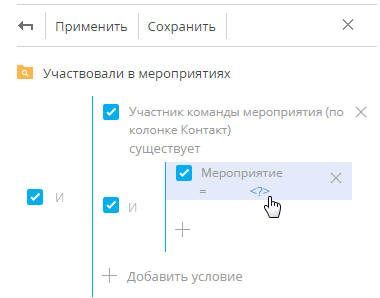 Применить Сохранить
Участвовали в мероприятиях
Участник команды мероприятия (по
колонке Контакт)
существует
Мероприятие
= <?>
И И
Добавить условие